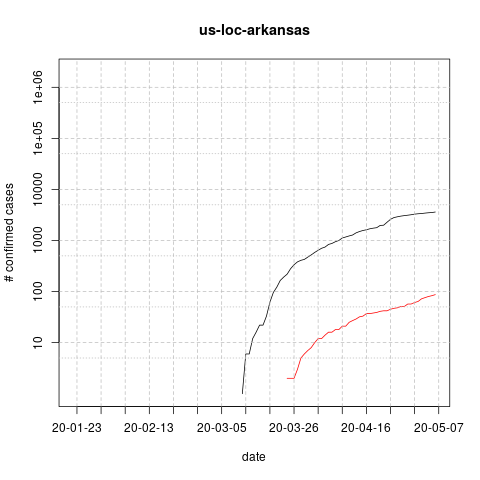 us-loc-arkansas
# confirmed cases
1e+06
1e+05
10000
1000
100
10
20-01-23 20-02-13 20-03-05 20-03-26 20-04-16 20-05-07
date